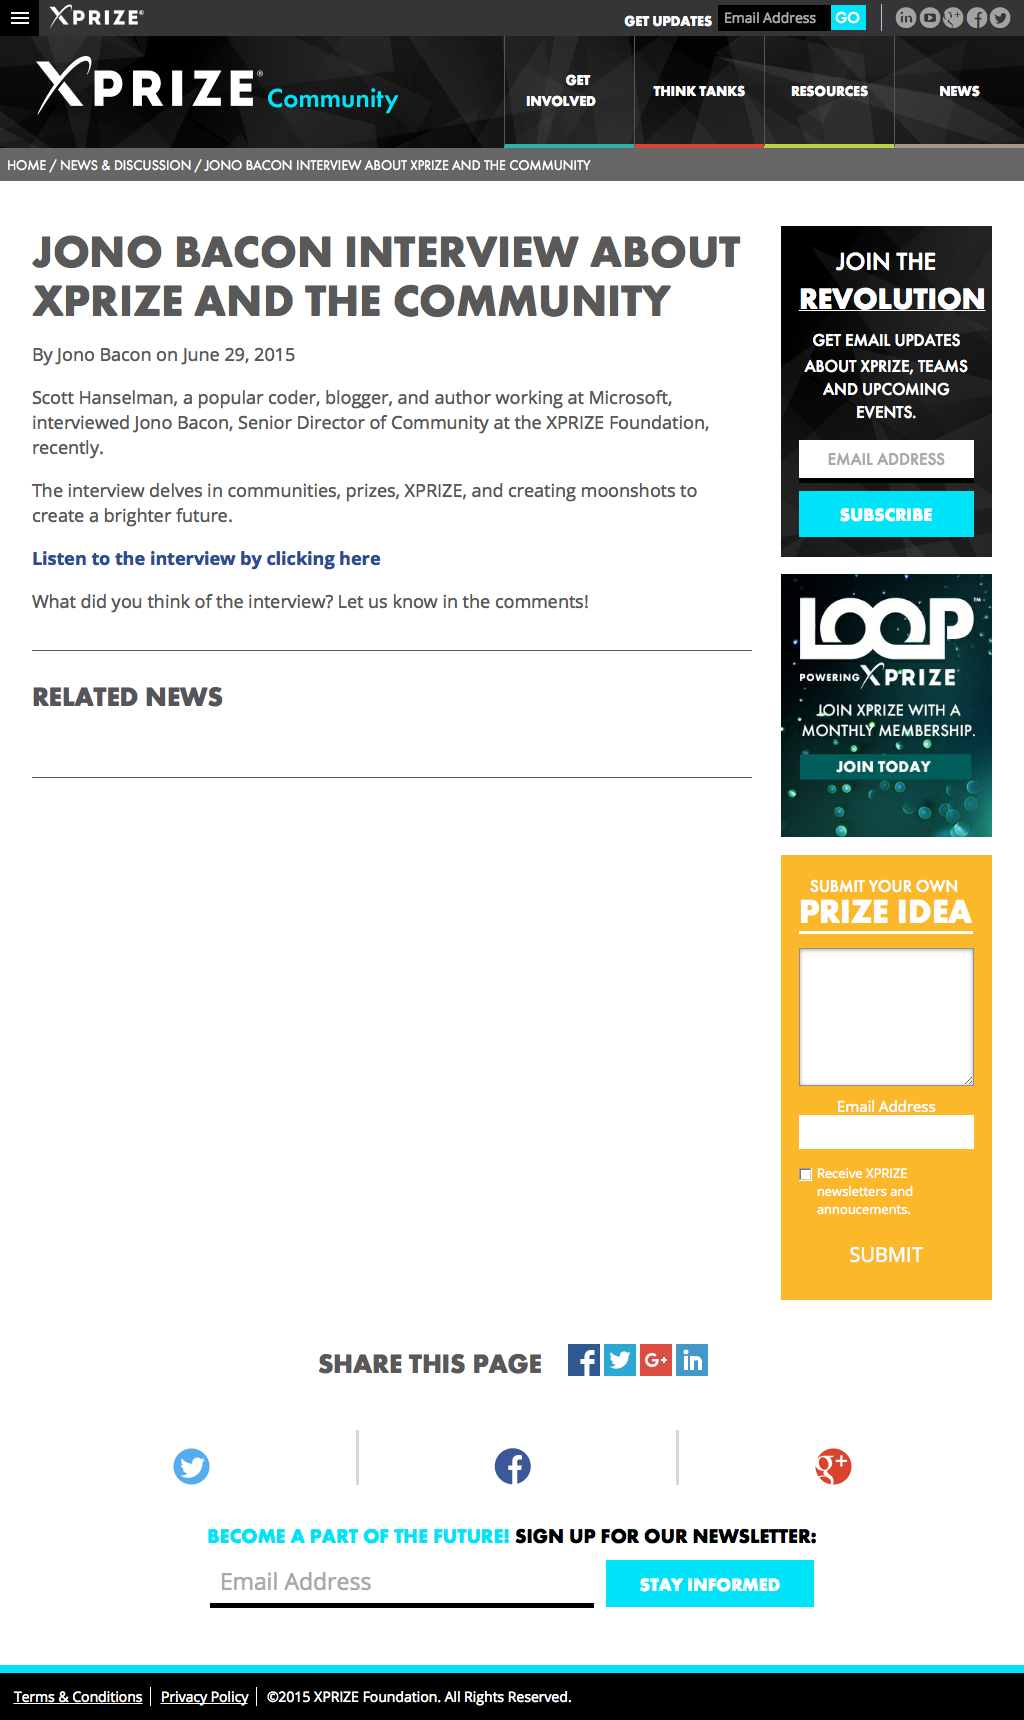 XPRIZE®
GET UPDATES Email Address GO
XPRIZE® Community
GET INVOLVED
THINK TANKS
RESOURCES
NEWS
HOME / NEWS & DISCUSSION / JONO BACON INTERVIEW ABOUT XPRIZE AND THE COMMUNITY
JONO BACON INTERVIEW ABOUT
XPRIZE AND THE COMMUNITY
By Jono Bacon on June 29, 2015
Scott Hanselman, a popular coder, blogger, and author working at Microsoft,
interviewed Jono Bacon, Senior Director of Community at the XPRIZE Foundation,
recently.
The interview delves in communities, prizes, XPRIZE, and creating moonshots to
create a brighter future.
Listen to the interview by clicking here
What did you think of the interview? Let us know in the comments!
RELATED NEWS
JOIN THE
REVOLUTION
GET EMAIL UPDATES
ABOUT XPRIZE, TEAMS
AND UPCOMING
EVENTS.
EMAIL ADDRESS
SUBSCRIBE
LOOP™
POWERING XPRIZE
JOIN XPRIZE WITH A
MONTHLY MEMBERSHIP.
JOIN TODAY
SUBMIT YOUR OWN
PRIZE IDEA
Email Address
Receive XPRIZE
newsletters and
annoucements.
SUBMIT
SHARE THIS PAGE
BECOME A PART OF THE FUTURE! SIGN UP FOR OUR NEWSLETTER:
Email Address
STAY INFORMED
Terms & Conditions | Privacy Policy | ©2015 XPRIZE Foundation. All Rights Reserved.